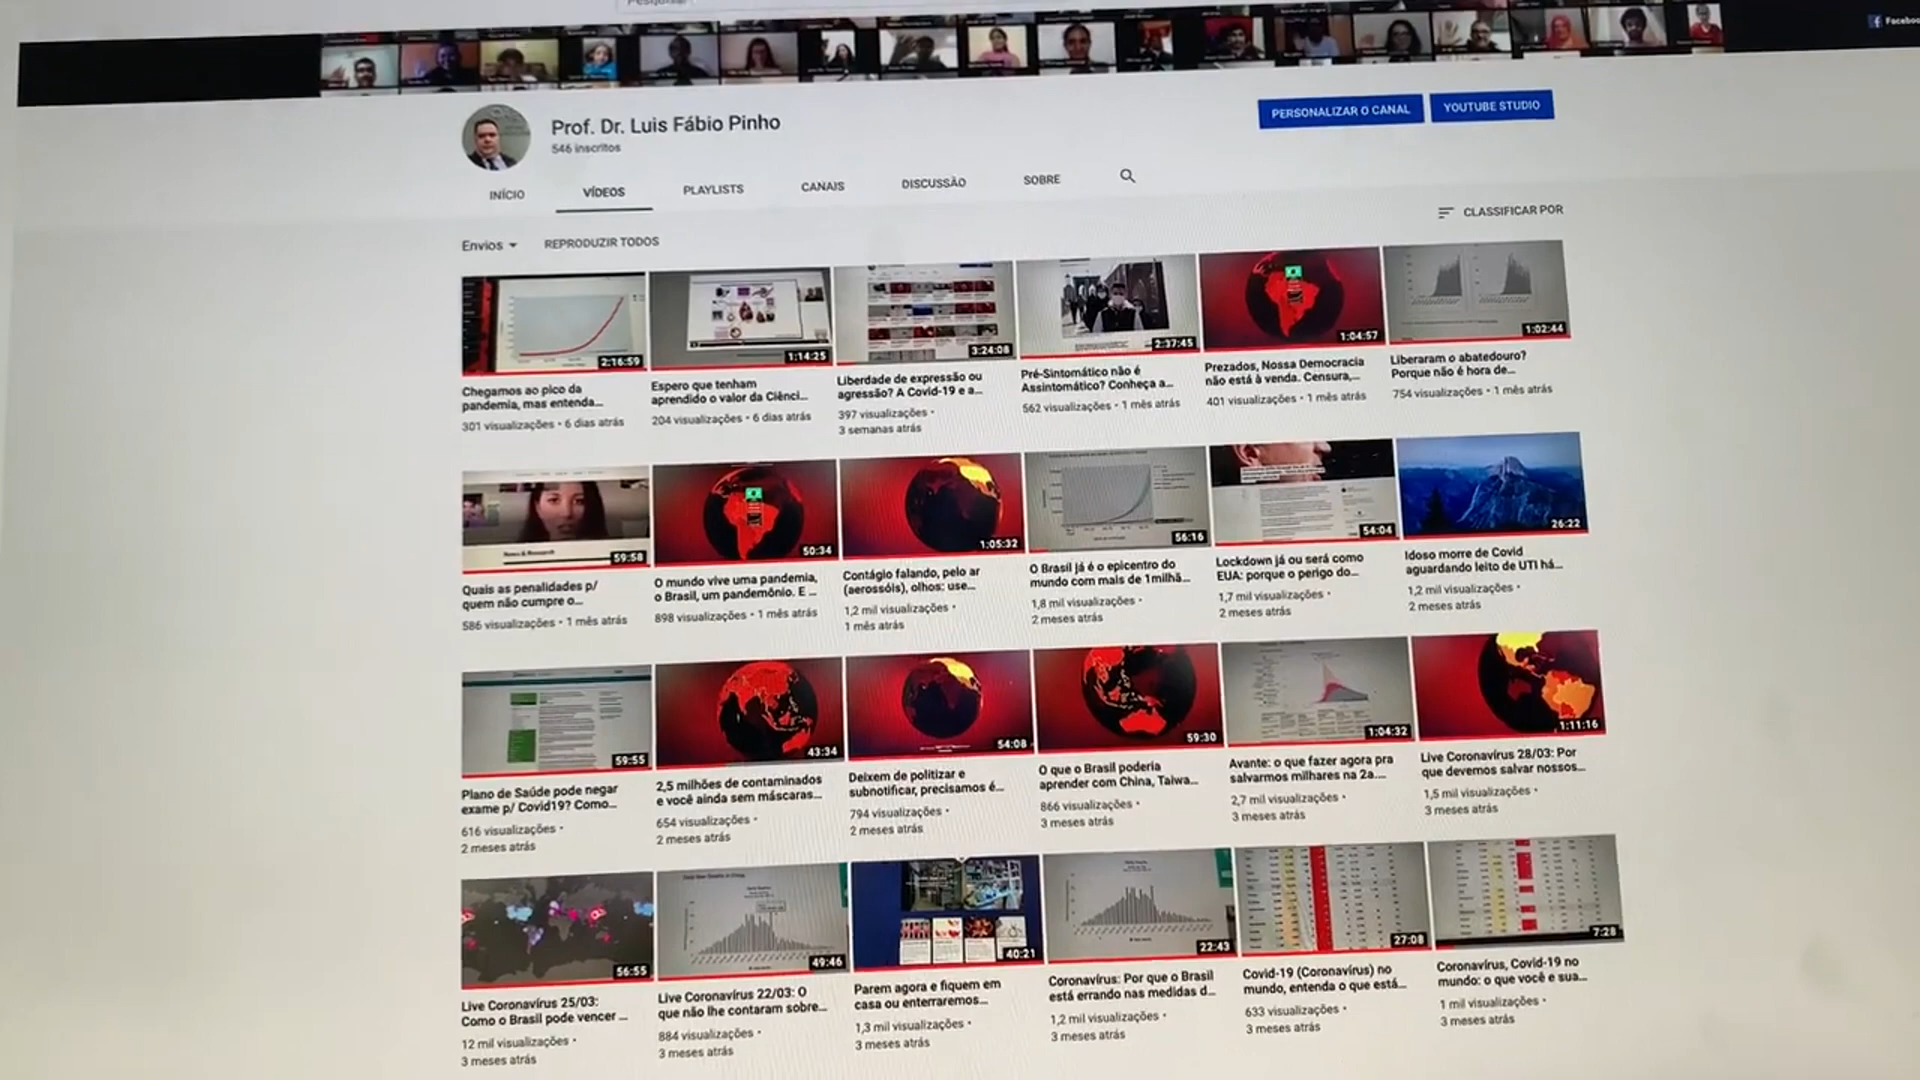 Prof. Dr. Luis Fábio Pinho
546 inscritos
PERSONALIZAR O CANAL
YOUTUBE STUDIO
INÍCIO
VÍDEOS
PLAYLISTS
CANAIS
DISCUSSÃO
SOBRE
CLASSIFICAR POR
Envios
REPRODUZIR TODOS
2:16:59
Chegamos ao pico da
pandemia, mas entenda...
301 visualizações • 6 dias atrás
1:14:25
Espero que tenham
aprendido o valor da Ciênci...
204 visualizações • 6 dias atrás
3:24:08
Liberdade de expressão ou
agressão? A Covid-19 e a...
397 visualizações •
3 semanas atrás
2:37:45
Pré-Sintomático não é
Assintomático? Conheça a...
562 visualizações • 1 mês atrás
1:04:57
Prezados, Nossa Democracia
não está à venda. Censura,...
401 visualizações • 1 mês atrás
1:02:44
Liberaram o abatedouro?
Porque não é hora de...
754 visualizações • 1 mês atrás
59:58
Quais as penalidades p/
quem não cumpre o...
586 visualizações • 1 mês atrás
50:34
O mundo vive uma pandemia,
o Brasil, um pandemônio. E ...
898 visualizações • 1 mês atrás
1:05:32
Contágio falando, pelo ar
(aerossóis), olhos: use...
1,2 mil visualizações •
1 mês atrás
56:16
O Brasil já é o epicentro do
mundo com mais de 1milhã...
1,8 mil visualizações •
2 meses atrás
54:04
Lockdown já ou será como
EUA: porque o perigo do...
1,7 mil visualizações •
2 meses atrás
26:22
Idoso morre de Covid
aguardando leito de UTI há...
1,2 mil visualizações •
2 meses atrás
59:55
Plano de Saúde pode negar
exame p/ Covid19? Como...
616 visualizações •
2 meses atrás
43:34
2,5 milhões de contaminados
e você ainda sem máscaras...
654 visualizações •
2 meses atrás
54:08
Deixem de politizar e
subnotificar, precisamos é...
794 visualizações •
2 meses atrás
59:30
O que o Brasil poderia
aprender com China, Taiwa...
866 visualizações •
3 meses atrás
1:04:32
Avante: o que fazer agora pra
salvarmos milhares na 2a....
2,7 mil visualizações •
3 meses atrás
1:11:16
Live Coronavírus 28/03: Por
que devemos salvar nossos...
1,5 mil visualizações •
3 meses atrás
56:55
Live Coronavírus 25/03:
Como o Brasil pode vencer ...
12 mil visualizações •
3 meses atrás
49:46
Live Coronavírus 22/03: O
que não lhe contaram sobre...
884 visualizações •
3 meses atrás
40:21
Parem agora e fiquem em
casa ou enterraremos...
1,3 mil visualizações •
3 meses atrás
22:43
Coronavírus: Por que o Brasil
está errando nas medidas d...
1,2 mil visualizações •
3 meses atrás
27:08
Covid-19 (Coronavírus) no
mundo, entenda o que está...
633 visualizações •
3 meses atrás
7:28
Coronavírus, Covid-19 no
mundo: o que você e sua...
1 mil visualizações •
3 meses atrás